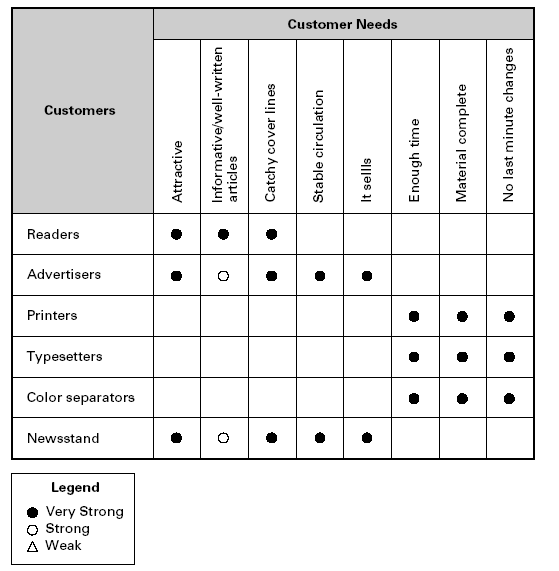 Customer Needs
Customers
Attractive
Informative/well-written
articles
Catchy cover lines
Stable circulation
It sellls
Enough time
Material complete
No last minute changes
Readers
Advertisers
Printers
Typesetters
Color separators
Newsstand
Legend
Very Strong
Strong
Weak